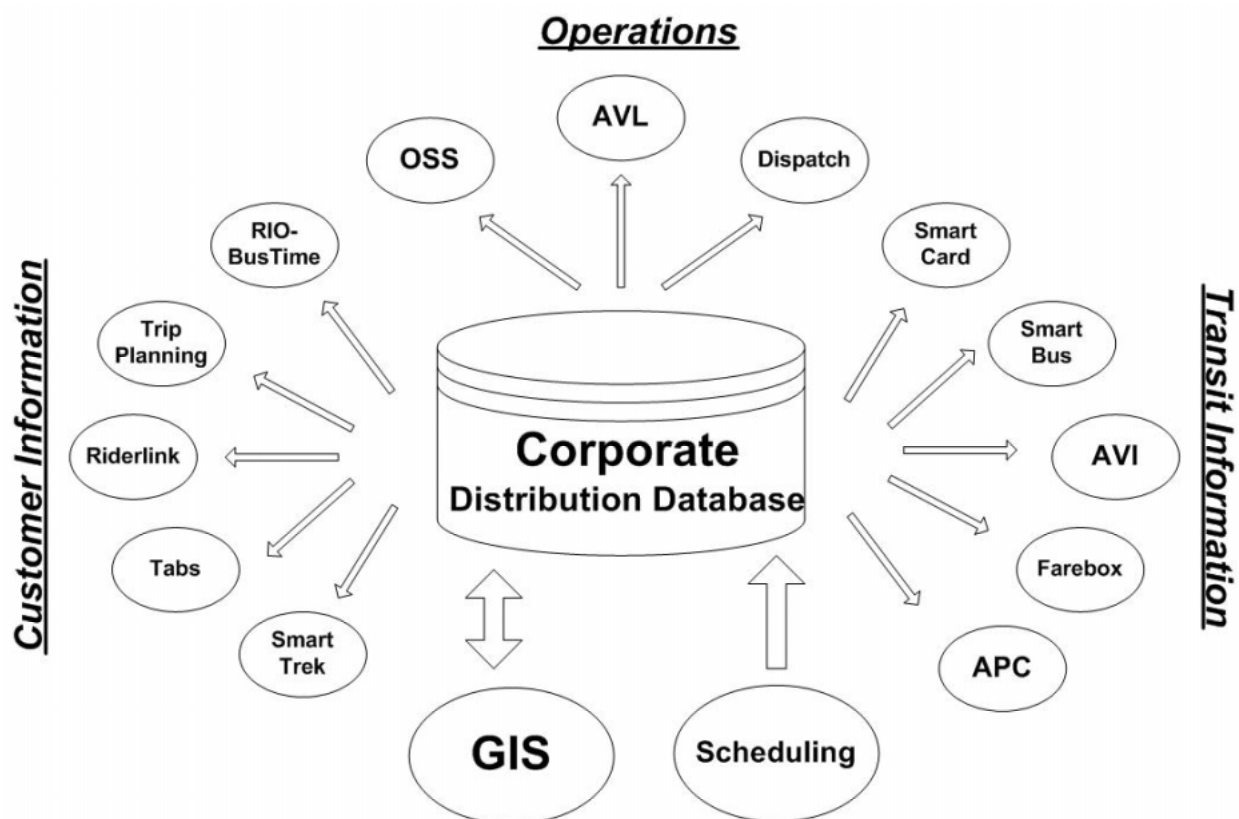 Operations
AVL
OSS
Dispatch
RIO-
BusTime
Smart
Card
Customer Information
Transit Information
Trip
Planning
Smart
Bus
Riderlink
Corporate
Distribution Database
AVI
Tabs
Farebox
Smart
Trek
APC
GIS
Scheduling